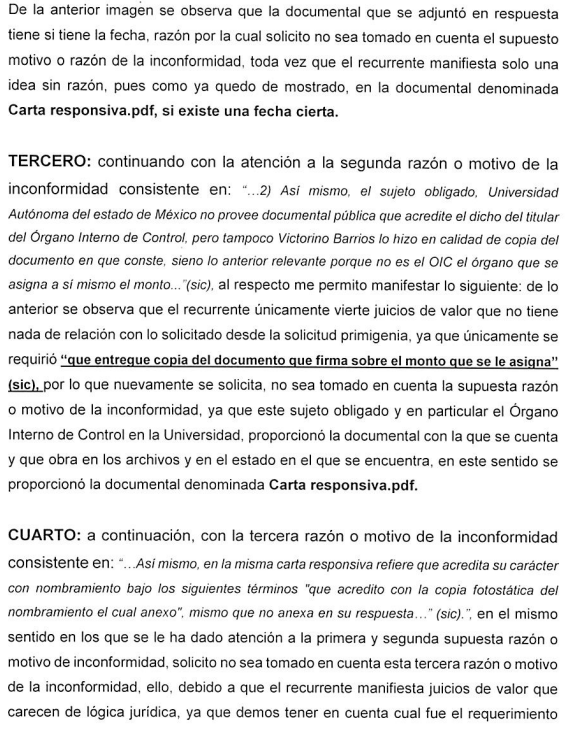 De la anterior imagen se observa que la documental que se adjuntó en respuesta
tiene si tiene la fecha, razón por la cual solicito no sea tomado en cuenta el supuesto
motivo o razón de la inconformidad, toda vez que el recurrente manifiesta solo una
idea sin razón, pues como ya quedo de mostrado, en la documental denominada
Carta responsiva.pdf, si existe una fecha cierta.
TERCERO: continuando con la atención a la segunda razón o motivo de la
inconformidad consistente en: “…2) Así mismo, el sujeto obligado, Universidad
Autónoma del estado de México no provee documental pública que acredite el dicho del titular
del Órgano Interno de Control, pero tampoco Victorino Barrios lo hizo en calidad de copia del
documento en que conste, sieno lo anterior relevante porque no es el OIC el órgano que se
asigna a sí mismo el monto...”(sic), al respecto me permito manifestar lo siguiente: de lo
anterior se observa que el recurrente únicamente vierte juicios de valor que no tiene
nada de relación con lo solicitado desde la solicitud primigenia, ya que únicamente se
requirió “que entregue copia del documento que firma sobre el monto que se le asigna”
(sic), por lo que nuevamente se solicita, no sea tomado en cuenta la supuesta razón
o motivo de la inconformidad, ya que este sujeto obligado y en particular el Órgano
Interno de Control en la Universidad, proporcionó la documental con la que se cuenta
y que obra en los archivos y en el estado en el que se encuentra, en este sentido se
proporcionó la documental denominada Carta responsiva.pdf.
CUARTO: a continuación, con la tercera razón o motivo de la inconformidad
consistente en: “…Así mismo, en la misma carta responsiva refiere que acredita su carácter
con nombramiento bajo los siguientes términos "que acredito con la copia fotostática del
nombramiento el cual anexo", mismo que no anexa en su respuesta…” (sic).”, en el mismo
sentido en los que se le ha dado atención a la primera y segunda supuesta razón o
motivo de inconformidad, solicito no sea tomado en cuenta esta tercera razón o motivo
de la inconformidad, ello, debido a que el recurrente manifiesta juicios de valor que
carecen de lógica jurídica, ya que demos tener en cuenta cual fue el requerimiento